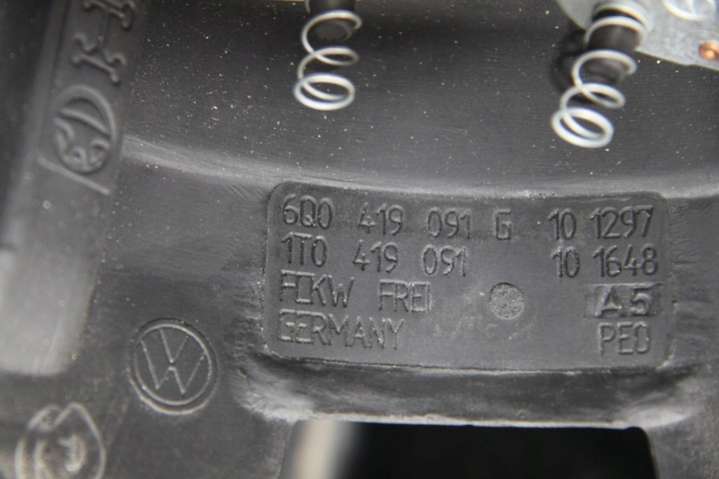 6Q0 419 091 G 10 1297
1T0 419 091 10 1648
FCKW FREI A5
GERMANY PEO